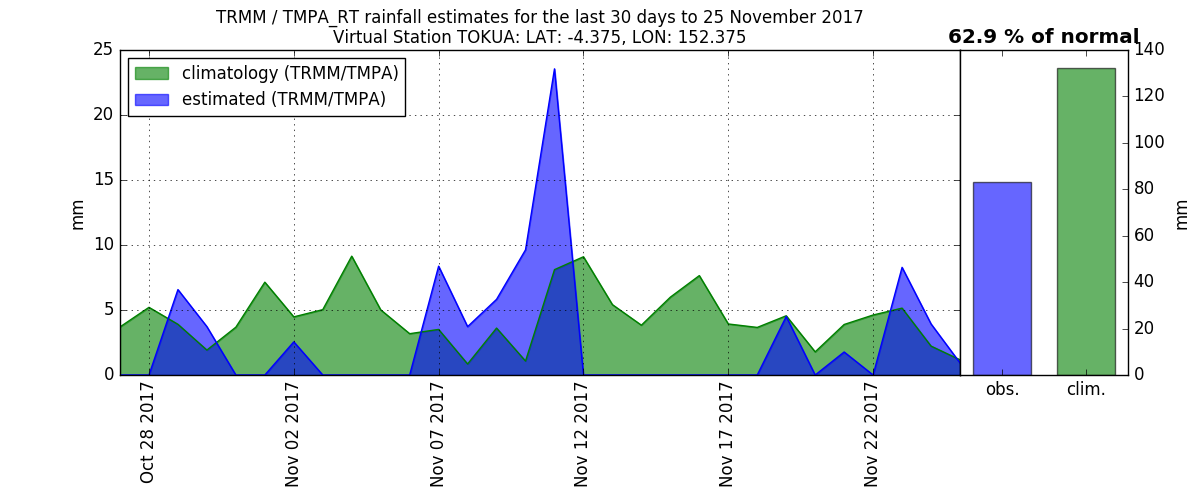 TRMM / TMPA_RT rainfall estimates for the last 30 days to 25 November 2017
Virtual Station TOKUA: LAT: -4.375, LON: 152.375
62.9 % of normal
climatology (TRMM/TMPA)
estimated (TRMM/TMPA)
mm
25
20
15
10
5
0
Oct 28 2017
Nov 02 2017
Nov 07 2017
Nov 12 2017
Nov 17 2017
Nov 22 2017
obs.
clim.
140
120
100
80
60
40
20
0
mm